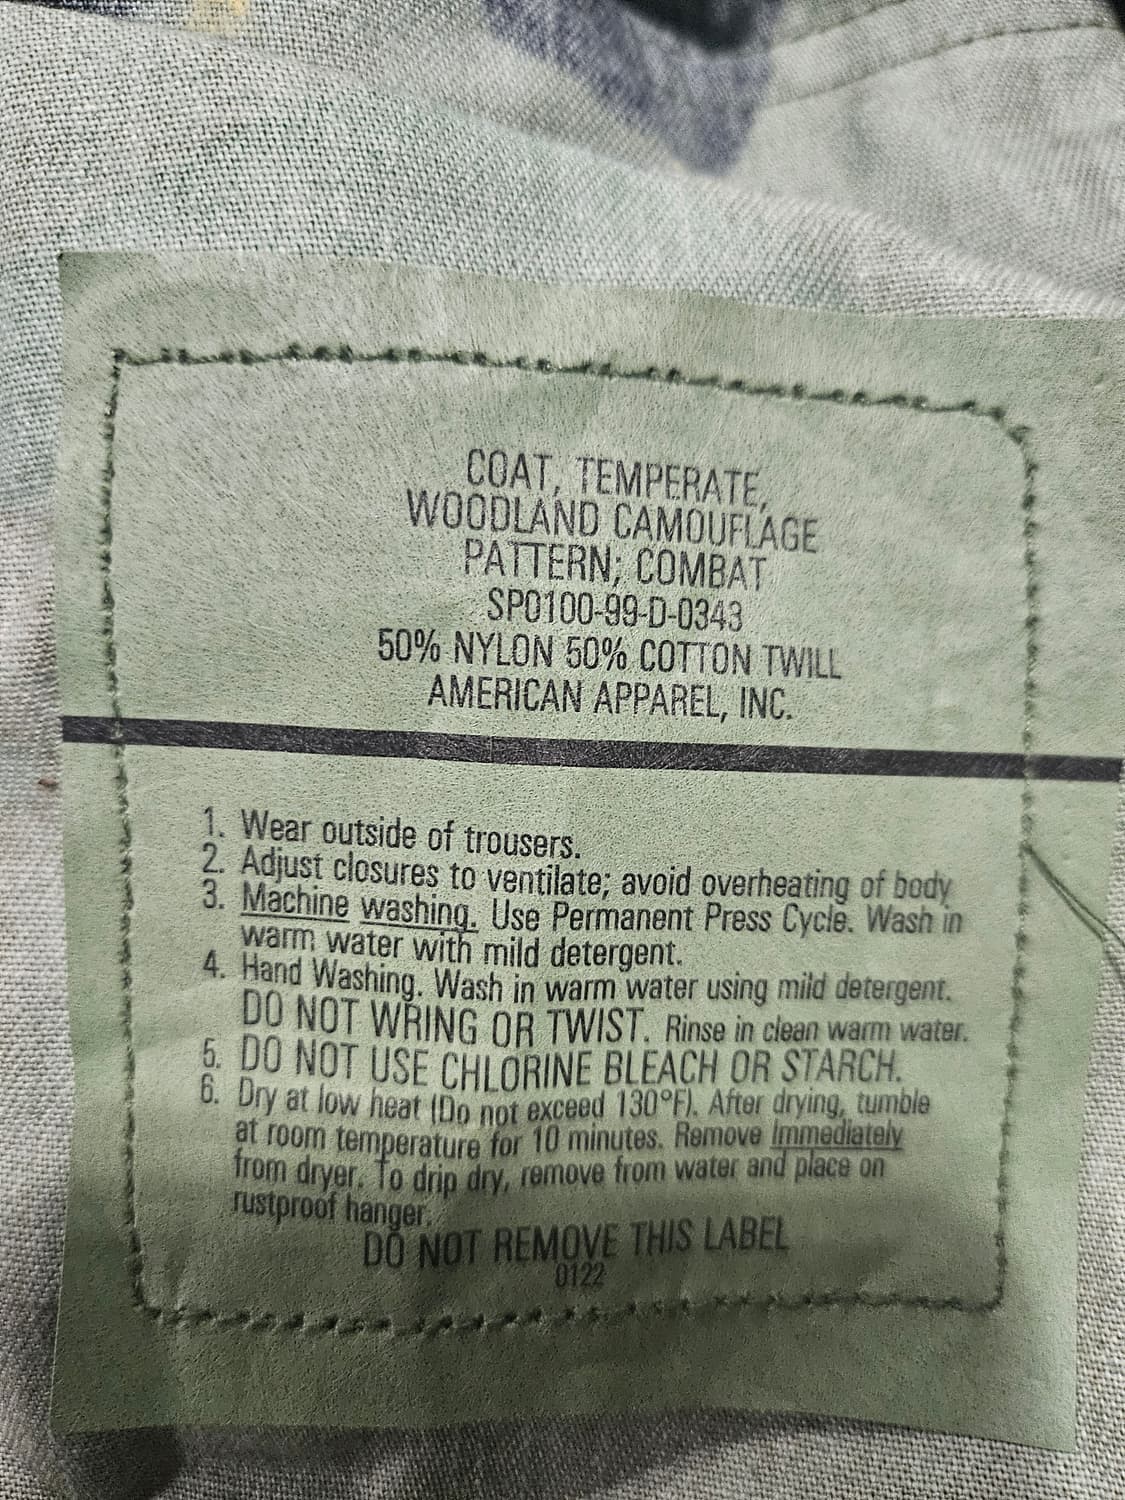 COAT, TEMPERATE,
WOODLAND CAMOUFLAGE
PATTERN; COMBAT
SP0100-99-D-0343
50% NYLON 50% COTTON TWILL
AMERICAN APPAREL, INC.
1. Wear outside of trousers.
2. Adjust closures to ventilate; avoid overheating of body
3. Machine washing. Use Permanent Press Cycle. Wash in
warm water with mild detergent.
4. Hand Washing. Wash in warm water using mild detergent.
DO NOT WRING OR TWIST. Rinse in clean warm water.
5. DO NOT USE CHLORINE BLEACH OR STARCH.
6. Dry at low heat (Do not exceed 130°F). After drying, tumble
at room temperature for 10 minutes. Remove immediately
from dryer. To drip dry, remove from water and place on
rustproof hanger.
DO NOT REMOVE THIS LABEL
0122